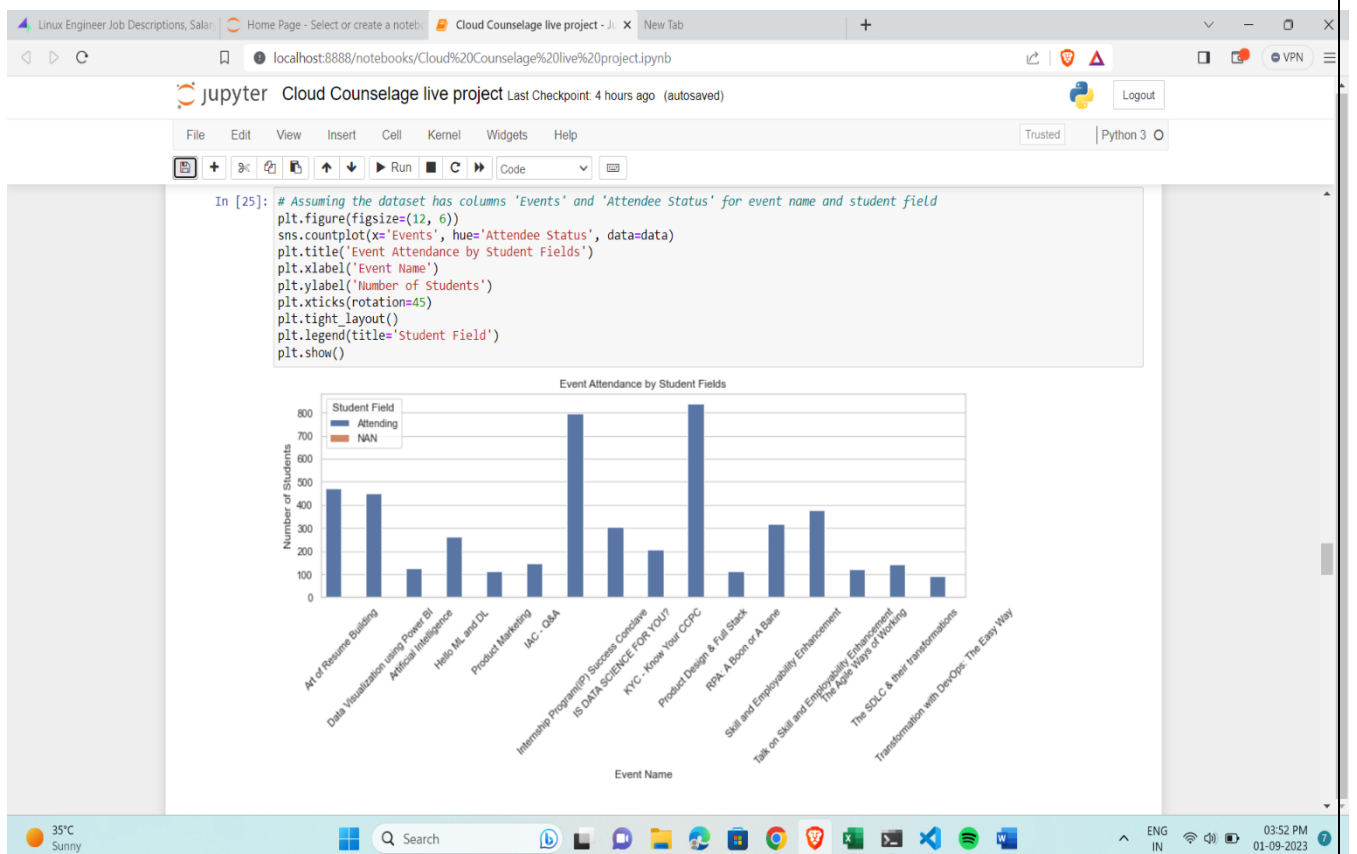 Linux Engineer Job Descriptions, Salar
Home Page - Select or create a notebo
Cloud Counselage live project - Ju
New Tab
localhost:8888/notebooks/Cloud%20Counselage%20live%20project.ipynb
VPN
jupyter Cloud Counselage live project Last Checkpoint: 4 hours ago (autosaved)
Logout
File Edit View Insert Cell Kernel Widgets Help
Trusted
Python 3
Run
Code
In [25]:
# Assuming the dataset has columns 'Events' and 'Attendee Status' for event name and student field
plt.figure(figsize=(12, 6))
sns.countplot(x='Events', hue='Attendee Status', data=data)
plt.title('Event Attendance by Student Fields')
plt.xlabel('Event Name')
plt.ylabel('Number of Students')
plt.xticks(rotation=45)
plt.tight_layout()
plt.legend(title='Student Field')
plt.show()
Event Attendance by Student Fields
Student Field
Attending
NAN
Number of Students
800
700
600
500
400
300
200
100
0
Art of Resume Building
Data Visualization using Power BI
Artificial Intelligence
Hello ML and DL
Product Marketing
IAC - Q&A
Internship Program(IP) Success Conclave
IS DATA SCIENCE FOR YOU?
KYC - Know Your CCPC
Product Design & Full Stack
RPA: A Boon or A Bane
Skill and Employability Enhancement
Talk on Skill and Employability Enhancement
The Agile Ways of Working
The SDLC & their transformations
Transformation with DevOps: The Easy Way
Event Name
35°C
Sunny
Search
ENG
IN
03:52 PM
01-09-2023
7